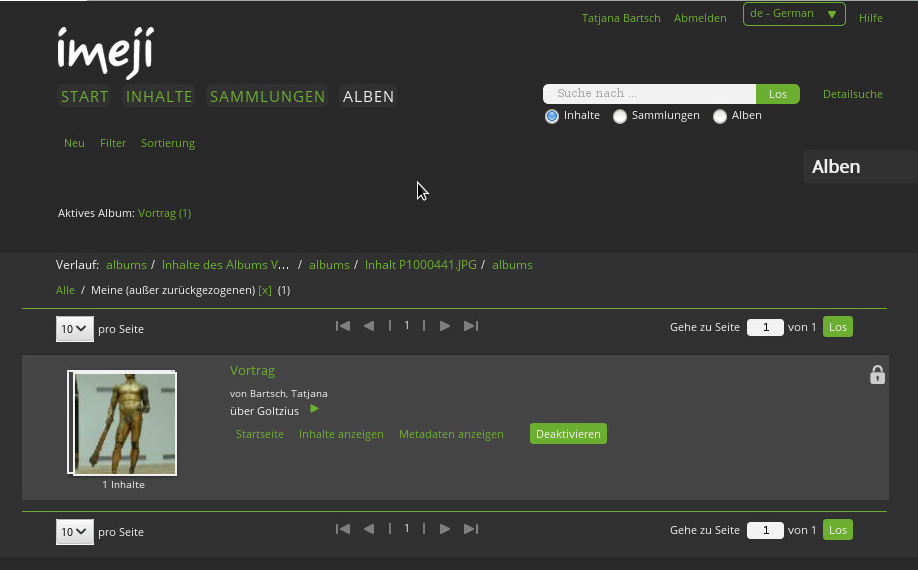 Tatjana Bartsch Abmelden de - German Hilfe
imeji
START INHALTE SAMMLUNGEN ALBEN
Suche nach ... Los Detailsuche
Inhalte Sammlungen Alben
Neu Filter Sortierung
Alben
Aktives Album: Vortrag (1)
Verlauf: albums / Inhalte des Albums V... / albums / Inhalt P1000441.JPG / albums
Alle / Meine (außer zurückgezogenen) [x] (1)
10 pro Seite | 1 | Gehe zu Seite 1 von 1 Los
Vortrag
von Bartsch, Tatjana
über Goltzius
Startseite Inhalte anzeigen Metadaten anzeigen Deaktivieren
1 Inhalte
10 pro Seite | 1 | Gehe zu Seite 1 von 1 Los